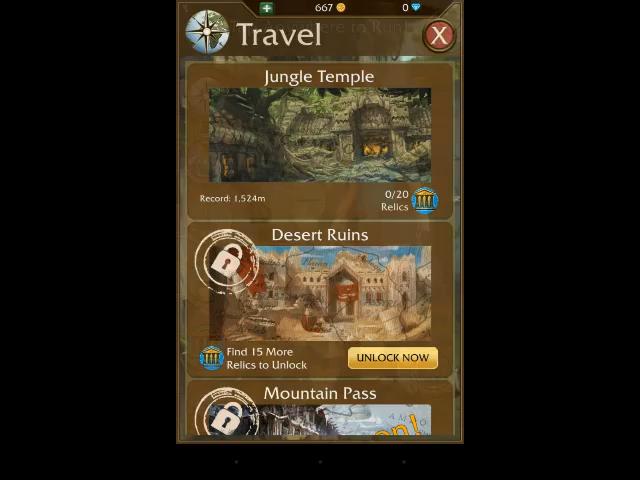 667
0
Travel
X
Jungle Temple
Record: 1,524m
0/20
Relics
Desert Ruins
Find 15 More
Relics to Unlock
UNLOCK NOW
Mountain Pass